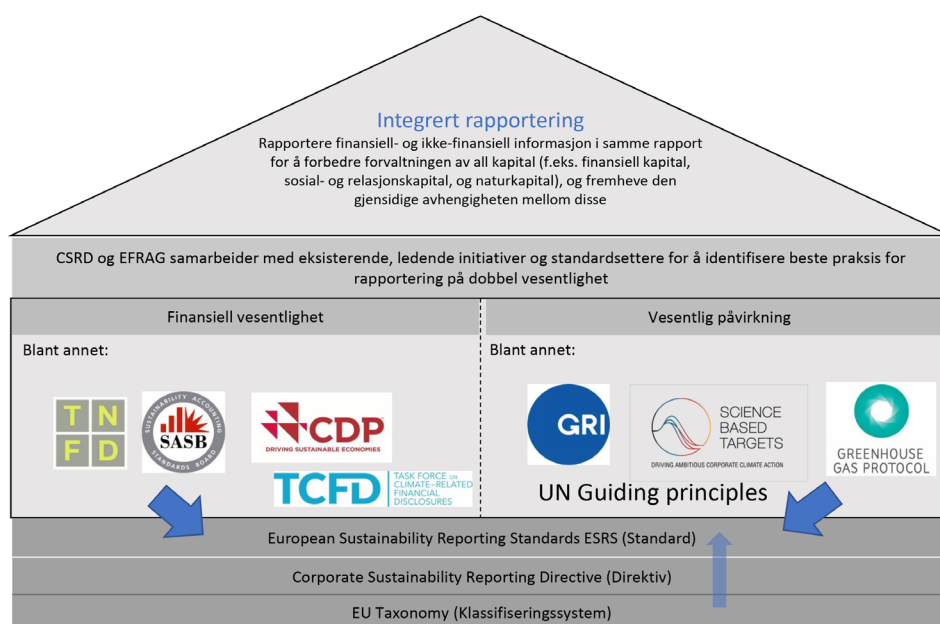 Integrert rapportering
Rapportere finansiell- og ikke-finansiell informasjon i samme rapport
for å forbedre forvaltningen av all kapital (f.eks. finansiell kapital,
sosial- og relasjonskapital, og naturkapital), og fremheve den
gjensidige avhengigheten mellom disse
CSRD og EFRAG samarbeider med eksisterende, ledende initiativer og standardsettere for å identifisere beste praksis for
rapportering på dobbel vesentlighet
Finansiell vesentlighet
Blant annet:
TN
FD
SUSTAINABILITY ACCOUNTING
SASB
STANDARDS BOARD
CDP
DRIVING SUSTAINABLE ECONOMIES
TCFD
TASK FORCE ON
CLIMATE-RELATED
FINANCIAL
DISCLOSURES
Vesentlig påvirkning
Blant annet:
GRI
SCIENCE
BASED
TARGETS
DRIVING AMBITIOUS CORPORATE CLIMATE ACTION
GREENHOUSE
GAS PROTOCOL
UN Guiding principles
European Sustainability Reporting Standards ESRS (Standard)
Corporate Sustainability Reporting Directive (Direktiv)
EU Taxonomy (Klassifiseringssystem)